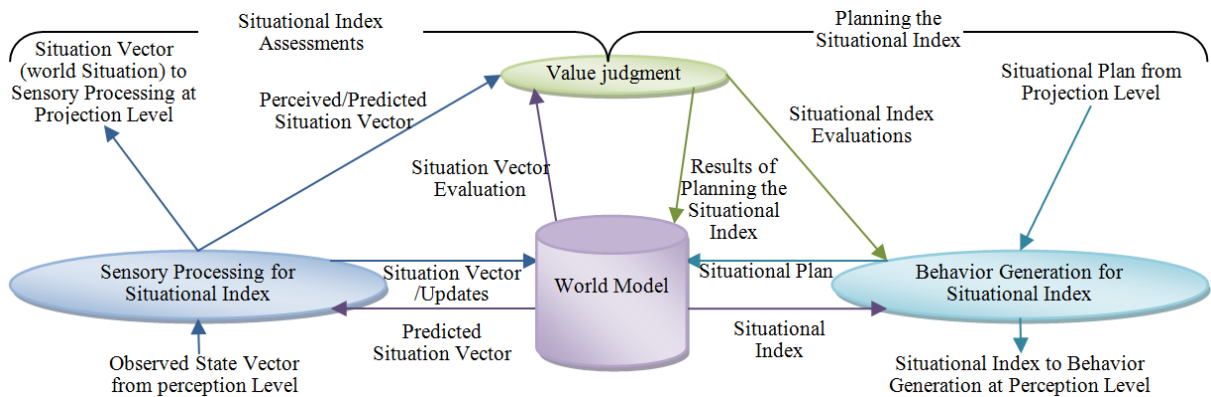 Situational Index
Assessments
Planning the
Situational Index
Situation Vector
(world Situation) to
Sensory Processing at
Projection Level
Value judgment
Situational Plan from
Projection Level
Perceived/Predicted
Situation Vector
Situational Index
Evaluations
Situation Vector
Evaluation
Results of
Planning the
Situational
Index
Sensory Processing for
Situational Index
Situation Vector
/Updates
World Model
Situational Plan
Behavior Generation for
Situational Index
Predicted
Situation Vector
Situational
Index
Observed State Vector
from perception Level
Situational Index to Behavior
Generation at Perception Level